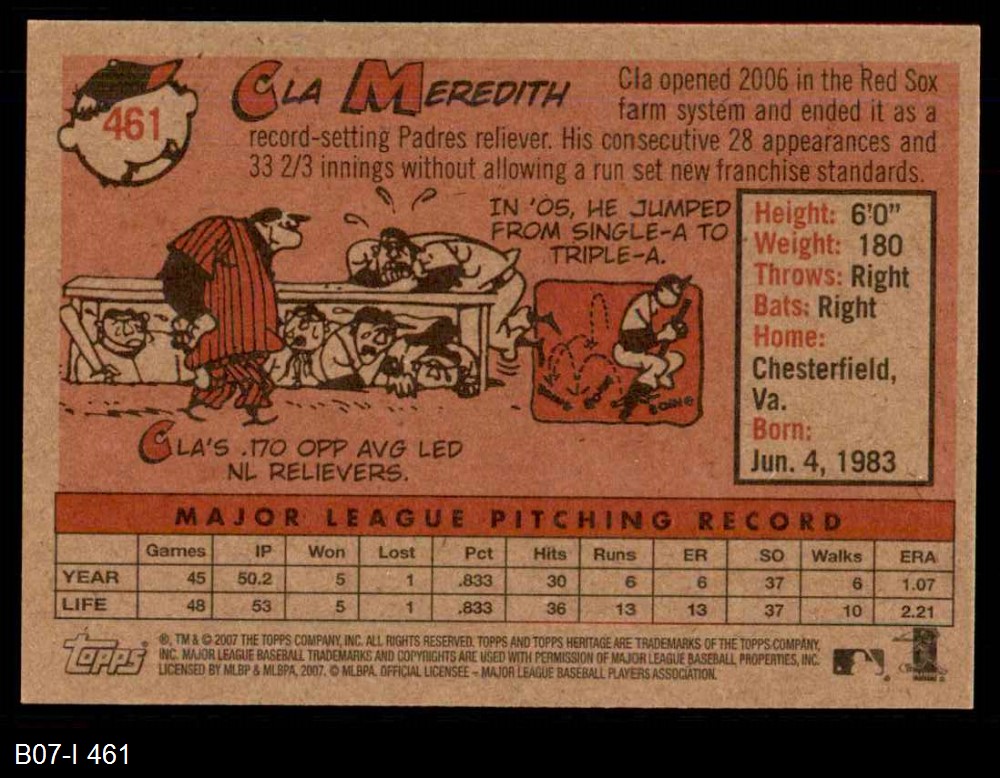 461
CLA MEREDITH
Cla opened 2006 in the Red Sox
farm system and ended it as a
record-setting Padres reliever. His consecutive 28 appearances and
33 2/3 innings without allowing a run set new franchise standards.
IN '05, HE JUMPED
FROM SINGLE-A TO
TRIPLE-A.
BOING
CLA'S .170 OPP AVG LED
NL RELIEVERS.
Height: 6'0"
Weight: 180
Throws: Right
Bats: Right
Home:
Chesterfield,
Va.
Born:
Jun. 4, 1983
MAJOR LEAGUE PITCHING RECORD
Games IP Won Lost Pct Hits Runs ER SO Walks ERA
YEAR 45 50.2 5 1 .833 30 6 6 37 6 1.07
LIFE 48 53 5 1 .833 36 13 13 37 10 2.21
Topps
®, TM & © 2007 THE TOPPS COMPANY, INC. ALL RIGHTS RESERVED. TOPPS AND TOPPS HERITAGE ARE TRADEMARKS OF THE TOPPS COMPANY,
INC. MAJOR LEAGUE BASEBALL TRADEMARKS AND COPYRIGHTS ARE USED WITH PERMISSION OF MAJOR LEAGUE BASEBALL PROPERTIES, INC.
LICENSED BY MLBP & MLBPA, 2007. © MLBPA. OFFICIAL LICENSEE – MAJOR LEAGUE BASEBALL PLAYERS ASSOCIATION.
B07-I 461